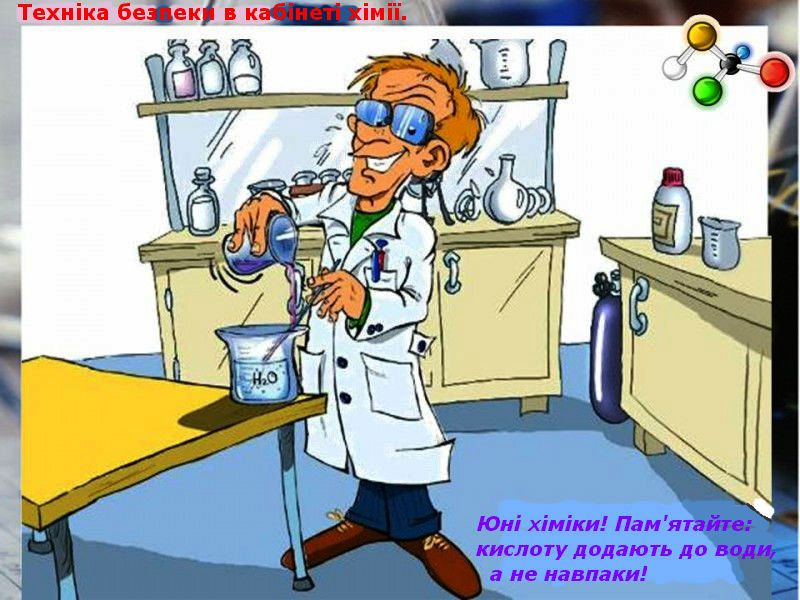 Техніка безпеки в кабінеті хімії.
H₂O
Юні хіміки! Пам'ятайте:
кислоту додають до води,
а не навпаки!